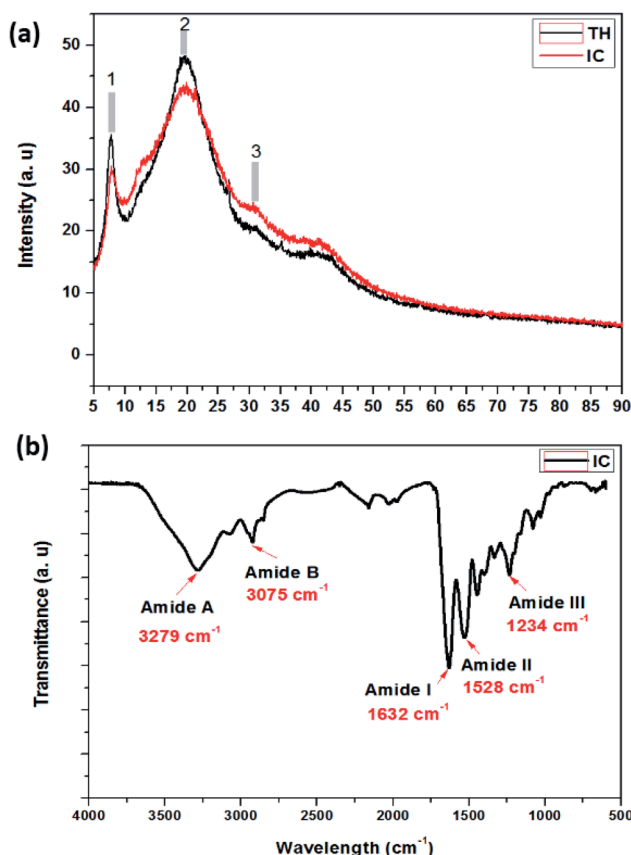 (a)
TH
IC
1
2
3
50
40
30
20
10
0
Intensity (a. u)
5 10 15 20 25 30 35 40 45 50 55 60 65 70 75 80 85 90
(b)
IC
Amide A
3279 cm⁻¹
Amide B
3075 cm⁻¹
Amide III
1234 cm⁻¹
Amide II
1528 cm⁻¹
Amide I
1632 cm⁻¹
Transmittance (a. u)
4000 3500 3000 2500 2000 1500 1000 500
Wavelength (cm⁻¹)